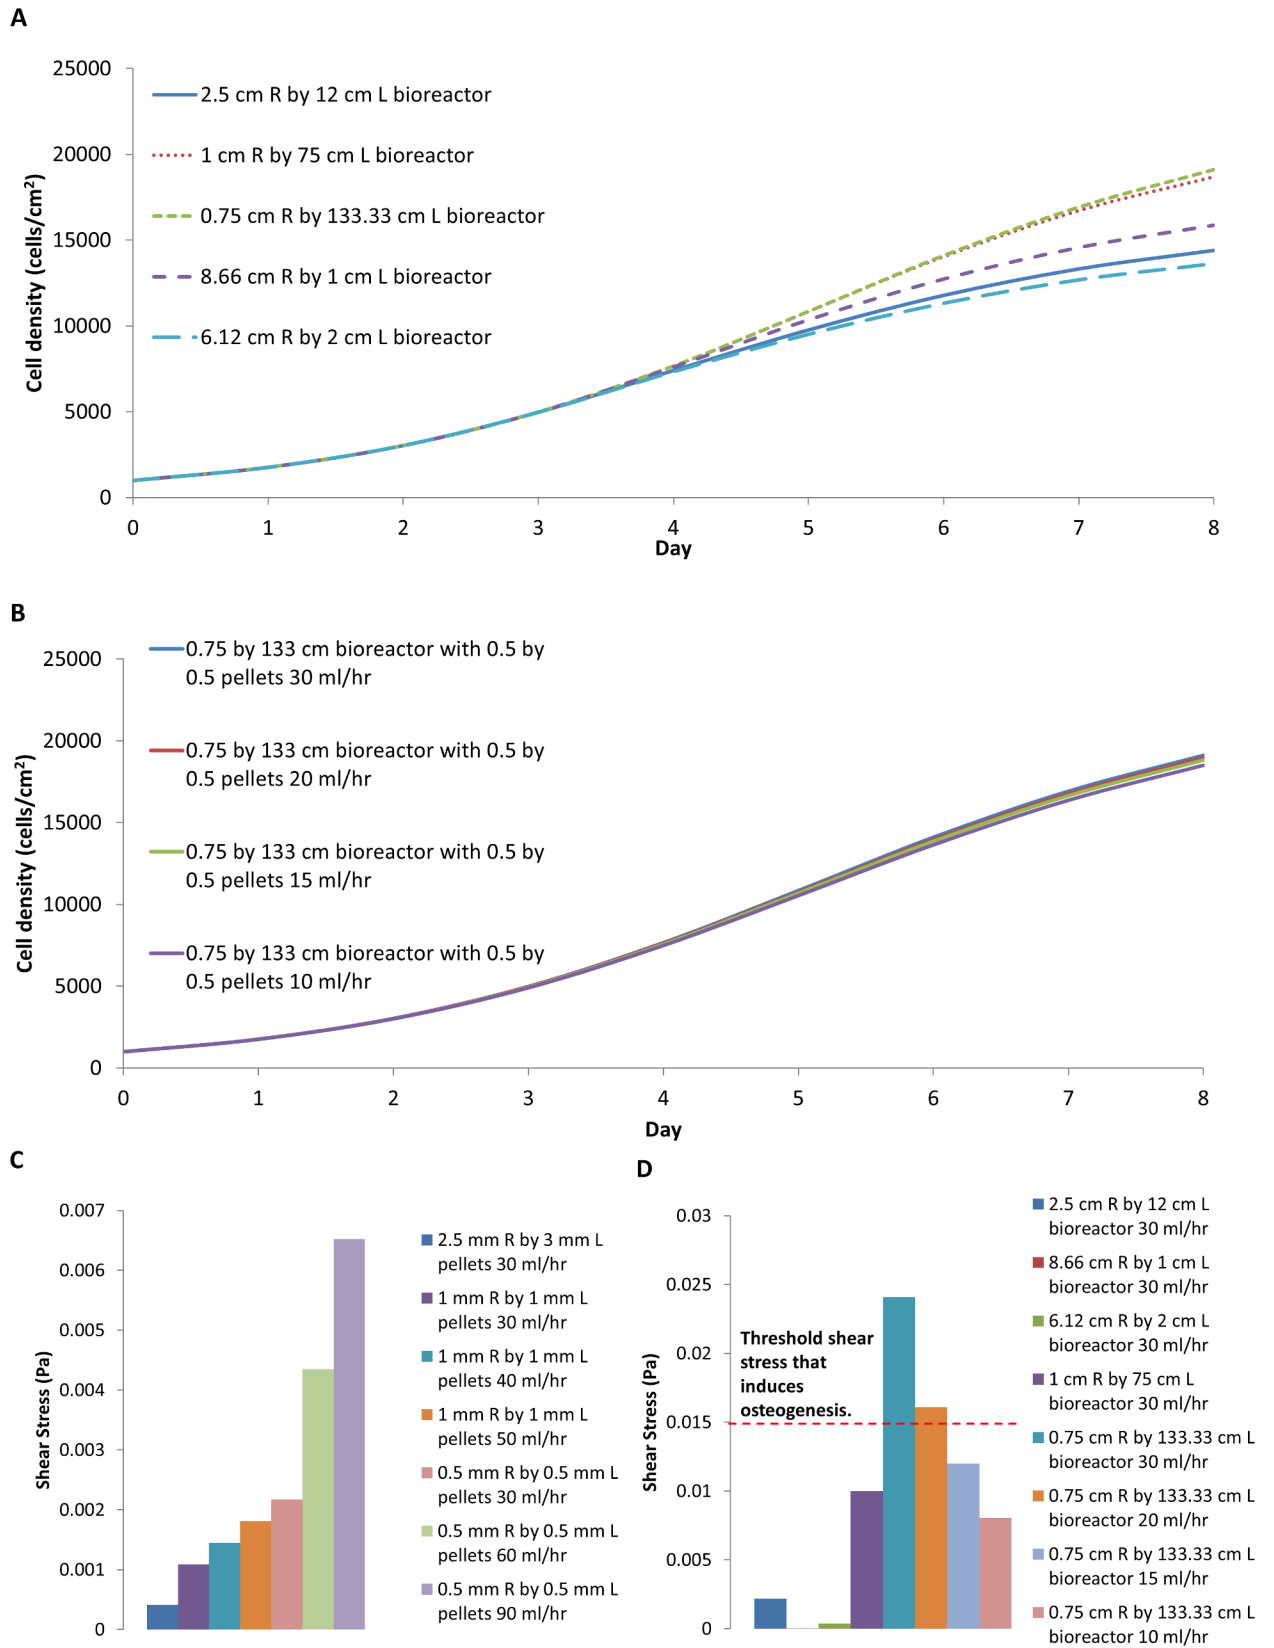 A
25000
20000
15000
10000
5000
0
Cell density (cells/cm²)
2.5 cm R by 12 cm L bioreactor
1 cm R by 75 cm L bioreactor
0.75 cm R by 133.33 cm L bioreactor
8.66 cm R by 1 cm L bioreactor
6.12 cm R by 2 cm L bioreactor
0 1 2 3 4 5 6 7 8
Day
B
25000
20000
15000
10000
5000
0
Cell density (cells/cm²)
0.75 by 133 cm bioreactor with 0.5 by
0.5 pellets 30 ml/hr
0.75 by 133 cm bioreactor with 0.5 by
0.5 pellets 20 ml/hr
0.75 by 133 cm bioreactor with 0.5 by
0.5 pellets 15 ml/hr
0.75 by 133 cm bioreactor with 0.5 by
0.5 pellets 10 ml/hr
0 1 2 3 4 5 6 7 8
Day
C
0.007
0.006
0.005
0.004
0.003
0.002
0.001
0
Shear Stress (Pa)
2.5 mm R by 3 mm L
pellets 30 ml/hr
1 mm R by 1 mm L
pellets 30 ml/hr
1 mm R by 1 mm L
pellets 40 ml/hr
1 mm R by 1 mm L
pellets 50 ml/hr
0.5 mm R by 0.5 mm L
pellets 30 ml/hr
0.5 mm R by 0.5 mm L
pellets 60 ml/hr
0.5 mm R by 0.5 mm L
pellets 90 ml/hr
D
0.03
0.025
0.02
0.015
0.01
0.005
0
Shear Stress (Pa)
Threshold shear
stress that
induces
osteogenesis.
2.5 cm R by 12 cm L
bioreactor 30 ml/hr
8.66 cm R by 1 cm L
bioreactor 30 ml/hr
6.12 cm R by 2 cm L
bioreactor 30 ml/hr
1 cm R by 75 cm L
bioreactor 30 ml/hr
0.75 cm R by 133.33 cm L
bioreactor 30 ml/hr
0.75 cm R by 133.33 cm L
bioreactor 20 ml/hr
0.75 cm R by 133.33 cm L
bioreactor 15 ml/hr
0.75 cm R by 133.33 cm L
bioreactor 10 ml/hr